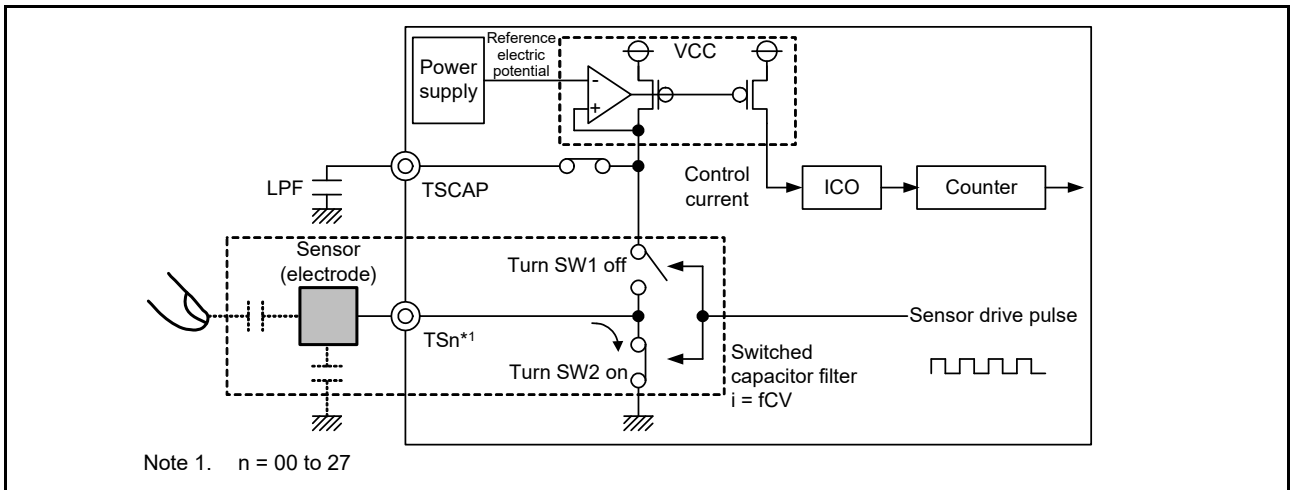 Reference
electric
potential
Power
supply
VCC
-
+
LPF
TSCAP
Control
current
ICO
Counter
Sensor
(electrode)
Turn SW1 off
TSn*1
Sensor drive pulse
Turn SW2 on
Switched
capacitor filter
i = fCV
Note 1. n = 00 to 27